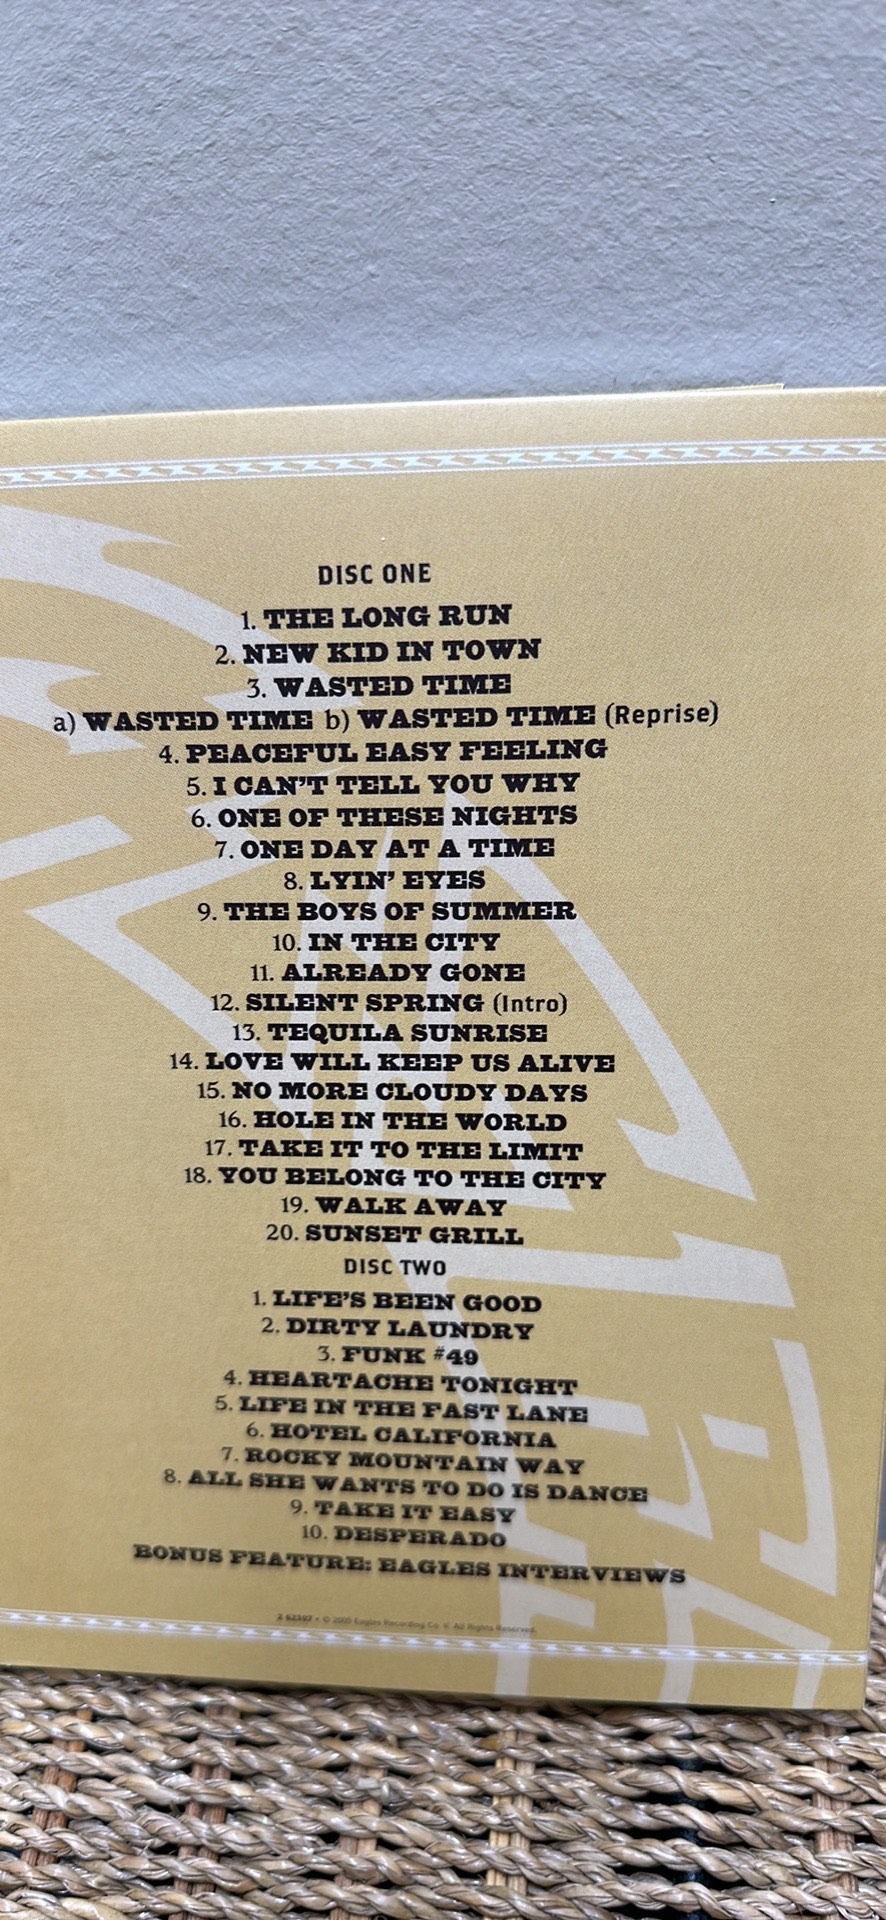 DISC ONE
1. THE LONG RUN
2. NEW KID IN TOWN
3. WASTED TIME
a) WASTED TIME b) WASTED TIME (Reprise)
4. PEACEFUL EASY FEELING
5. I CAN'T TELL YOU WHY
6. ONE OF THESE NIGHTS
7. ONE DAY AT A TIME
8. LYIN' EYES
9. THE BOYS OF SUMMER
10. IN THE CITY
11. ALREADY GONE
12. SILENT SPRING (Intro)
13. TEQUILA SUNRISE
14. LOVE WILL KEEP US ALIVE
15. NO MORE CLOUDY DAYS
16. HOLE IN THE WORLD
17. TAKE IT TO THE LIMIT
18. YOU BELONG TO THE CITY
19. WALK AWAY
20. SUNSET GRILL
DISC TWO
1. LIFE'S BEEN GOOD
2. DIRTY LAUNDRY
3. FUNK #49
4. HEARTACHE TONIGHT
5. LIFE IN THE FAST LANE
6. HOTEL CALIFORNIA
7. ROCKY MOUNTAIN WAY
8. ALL SHE WANTS TO DO IS DANCE
9. TAKE IT EASY
10. DESPERADO
BONUS FEATURE: EAGLES INTERVIEWS
Eagles Recording Co. All Rights Reserved.